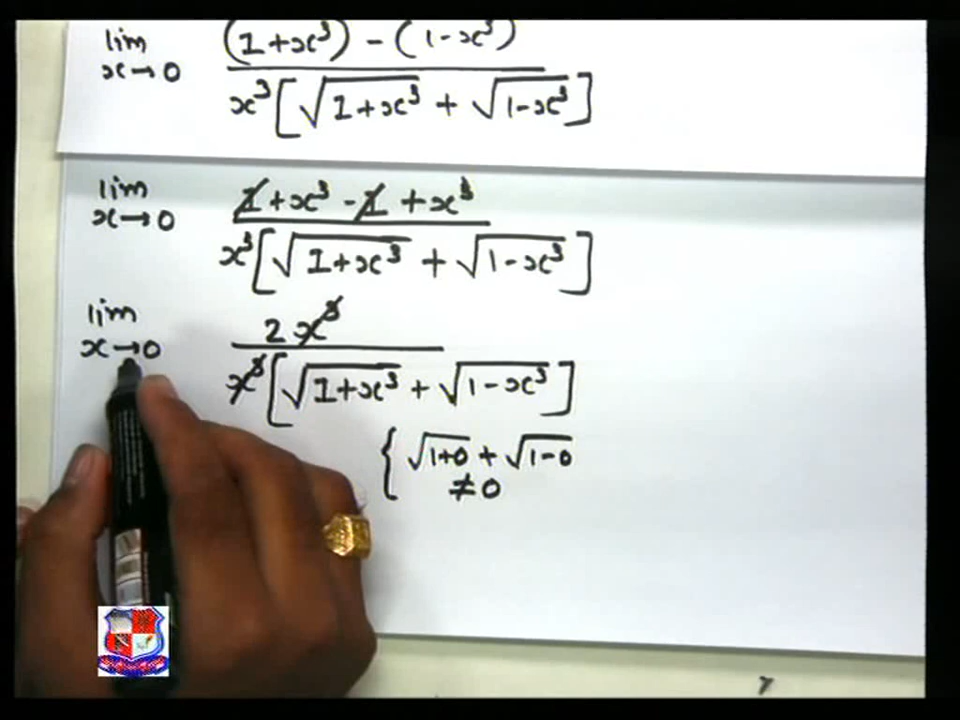 lim x→0 (1+x³) - (1-x³) / x³[√1+x³ + √1-x³]
lim x→0 1+x³ -1 +x³ / x³[√1+x³ + √1-x³]
lim x→0 2x³ / x³[√1+x³ + √1-x³]
{ √1+0 + √1-0
≠ 0